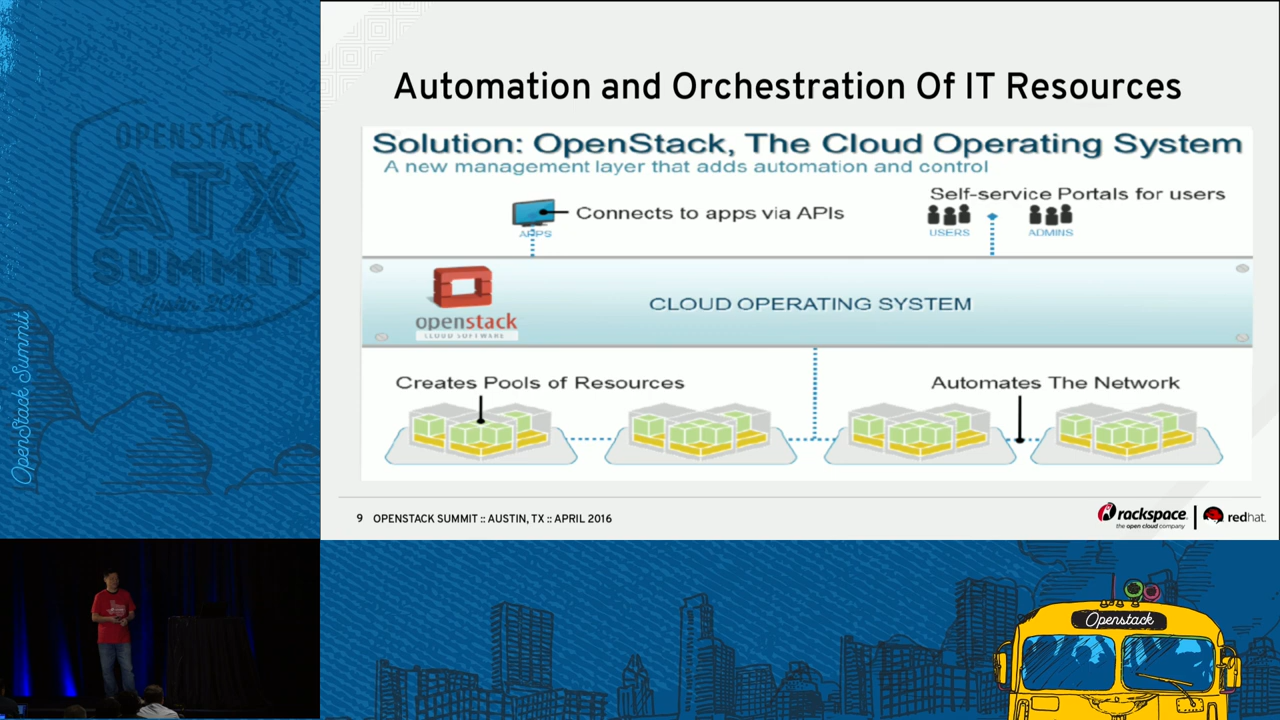 OPENSTACK
ATX
SUMMIT
Austin 2016
OpenStack Summit
Automation and Orchestration Of IT Resources
Solution: OpenStack, The Cloud Operating System
A new management layer that adds automation and control
Connects to apps via APIs
APPS
Self-service Portals for users
USERS
ADMINS
openstack
CLOUD SOFTWARE
CLOUD OPERATING SYSTEM
Creates Pools of Resources
Automates The Network
9 OPENSTACK SUMMIT :: AUSTIN, TX :: APRIL 2016
rackspace.
the open cloud company
redhat.
Openstack